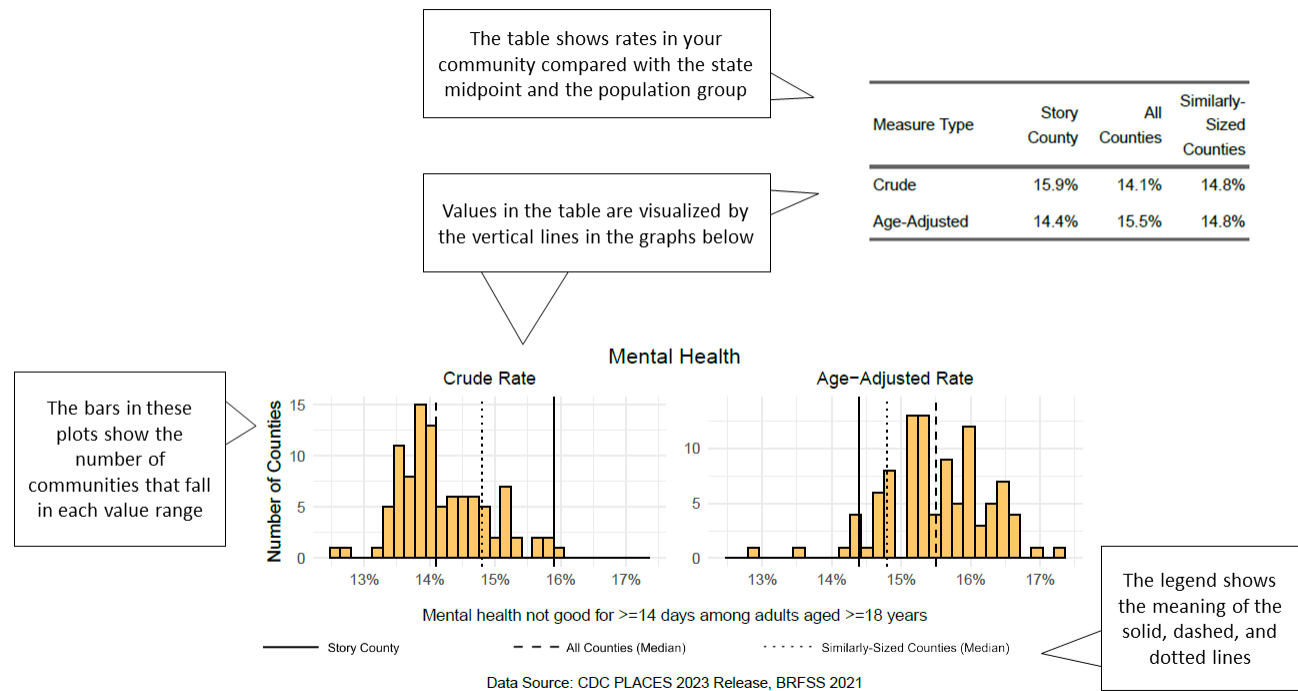 The table shows rates in your
community compared with the state
midpoint and the population group
Measure Type
Story
County
All
Counties
Similarly-
Sized
Counties
Crude 15.9% 14.1% 14.8%
Age-Adjusted 14.4% 15.5% 14.8%
Values in the table are visualized by
the vertical lines in the graphs below
The bars in these
plots show the
number of
communities that fall
in each value range
Mental Health
Crude Rate
Number of Counties
15
10
5
0
13% 14% 15% 16% 17%
Age−Adjusted Rate
10
5
0
13% 14% 15% 16% 17%
Mental health not good for >=14 days among adults aged >=18 years
Story County All Counties (Median) Similarly-Sized Counties (Median)
Data Source: CDC PLACES 2023 Release, BRFSS 2021
The legend shows
the meaning of the
solid, dashed, and
dotted lines